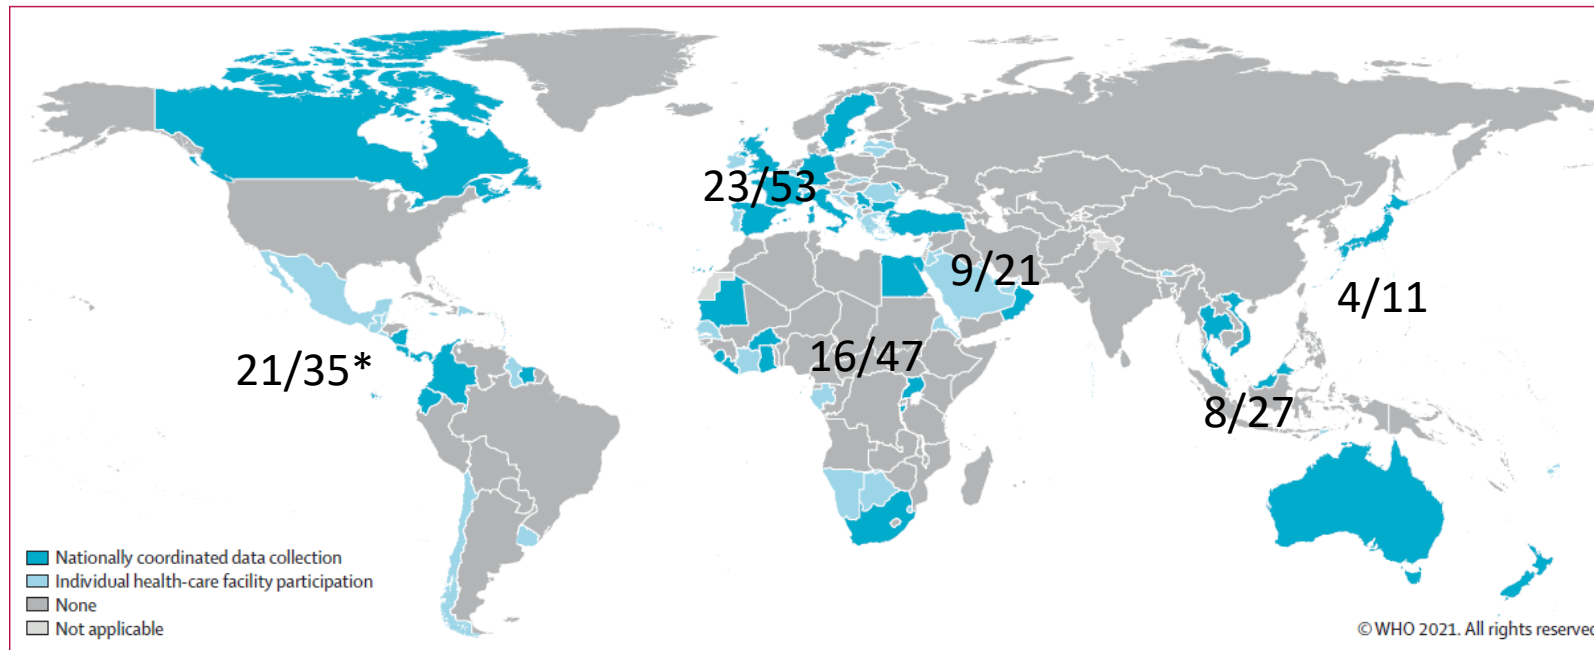 23/53
9/21
4/11
16/47
21/35*
8/27
Nationally coordinated data collection
Individual health-care facility participation
None
Not applicable
© WHO 2021. All rights reserved